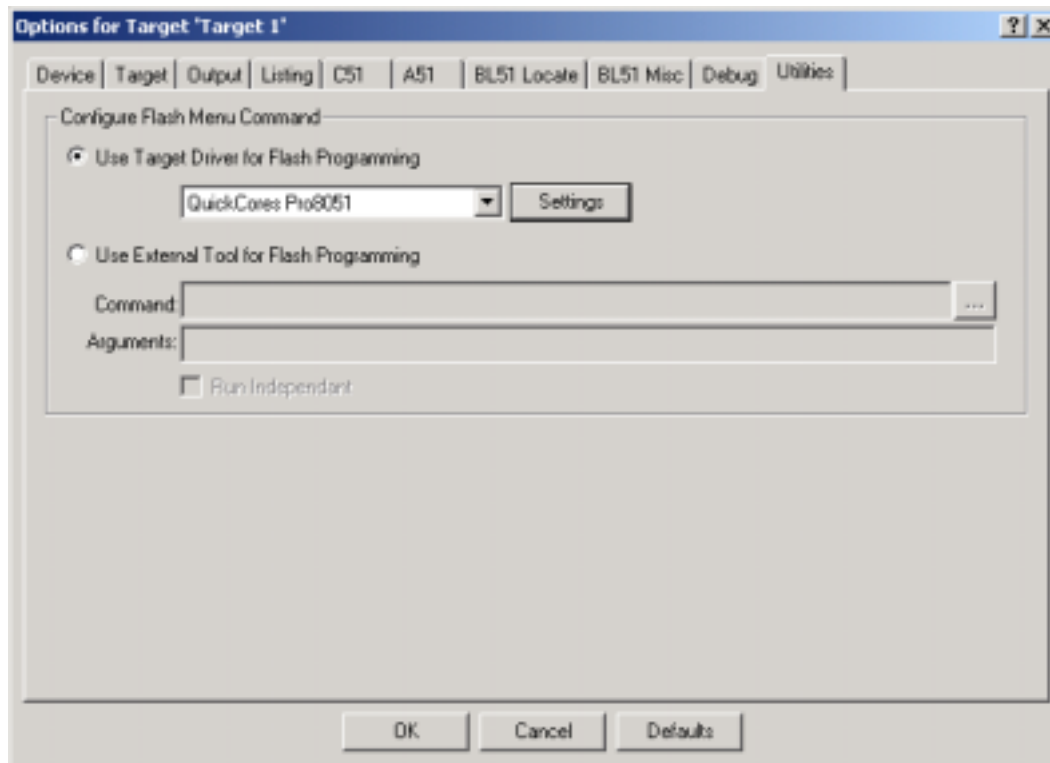 Options for Target 'Target 1'
Device Target Output Listing C51 A51 BL51 Locate BL51 Misc Debug Utilities
Configure Flash Menu Command
Use Target Driver for Flash Programming
QuickCores Pro8051 Settings
Use External Tool for Flash Programming
Command: ...
Arguments:
Run Independant
OK Cancel Defaults